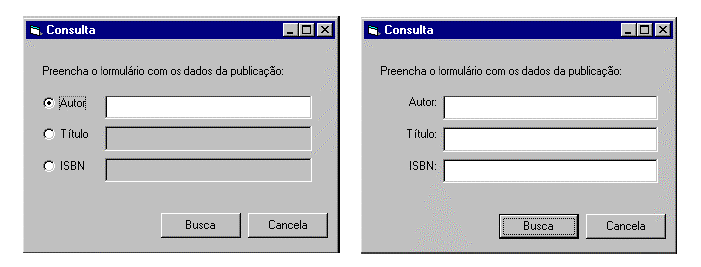 Consulta
Preencha o formulário com os dados da publicação:
Autor
Título
ISBN
Busca Cancela
Consulta
Preencha o formulário com os dados da publicação:
Autor:
Título:
ISBN:
Busca Cancela